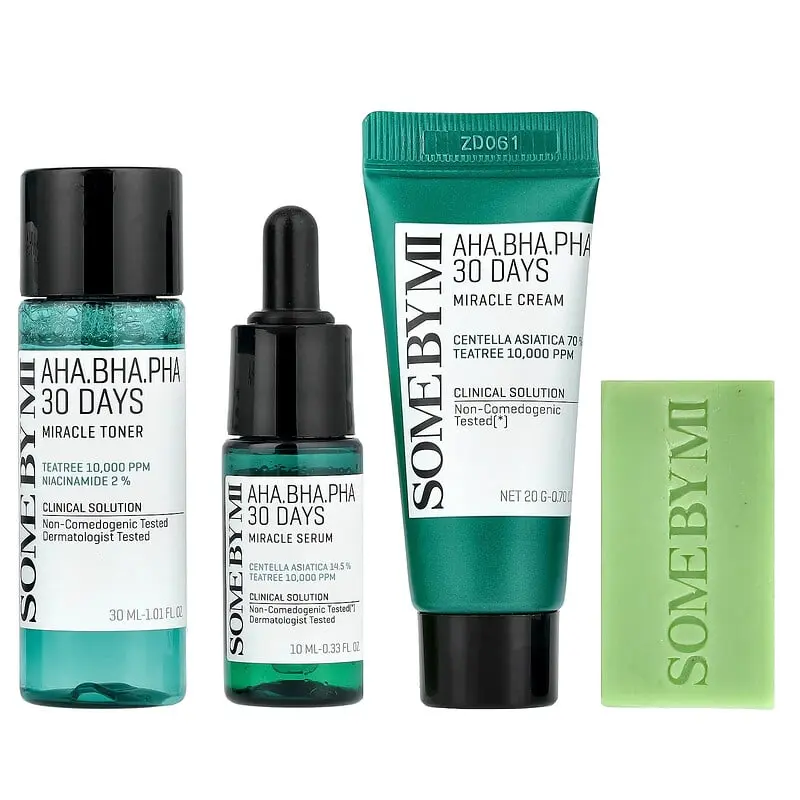 SOME BY MI
AHA.BHA.PHA
30 DAYS
MIRACLE TONER
TEATREE 10,000 PPM
NIACINAMIDE 2 %
CLINICAL SOLUTION
Non-Comedogenic Tested
Dermatologist Tested
30 ML-1.01 FL.OZ
SOME BY MI
AHA.BHA.PHA
30 DAYS
MIRACLE SERUM
CENTELLA ASIATICA 14.5 %
TEATREE 10,000 PPM
CLINICAL SOLUTION
Non-Comedogenic Tested(*)
Dermatologist Tested
10 ML-0.33 FL. OZ.
ZD061
SOME BY MI
AHA.BHA.PHA
30 DAYS
MIRACLE CREAM
CENTELLA ASIATICA 70 %
TEATREE 10,000 PPM
CLINICAL SOLUTION
Non-Comedogenic
Tested(*)
NET 20 G-0.70
SOME BY MI